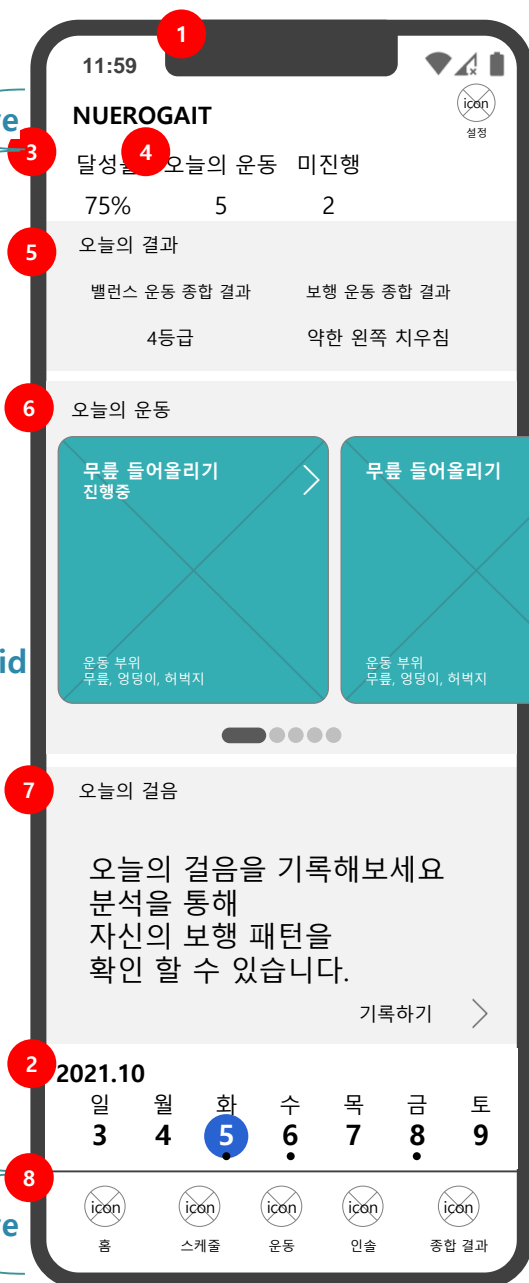 1
11:59
NUEROGAIT
icon
설정
ve
3
4
달성률 오늘의 운동 미진행
75% 5 2
5
오늘의 결과
밸런스 운동 종합 결과 보행 운동 종합 결과
4등급 약한 왼쪽 치우침
6
오늘의 운동
무릎 들어올리기
진행중
운동 부위
무릎, 엉덩이, 허벅지
무릎 들어올리기
운동 부위
무릎, 엉덩이, 허벅지
id
7
오늘의 걸음
오늘의 걸음을 기록해보세요
분석을 통해
자신의 보행 패턴을
확인 할 수 있습니다.
기록하기
2
2021.10
일 월 화 수 목 금 토
3 4 5 6 7 8 9
8
icon icon icon icon icon
홈 스케줄 운동 인솔 종합 결과
ve